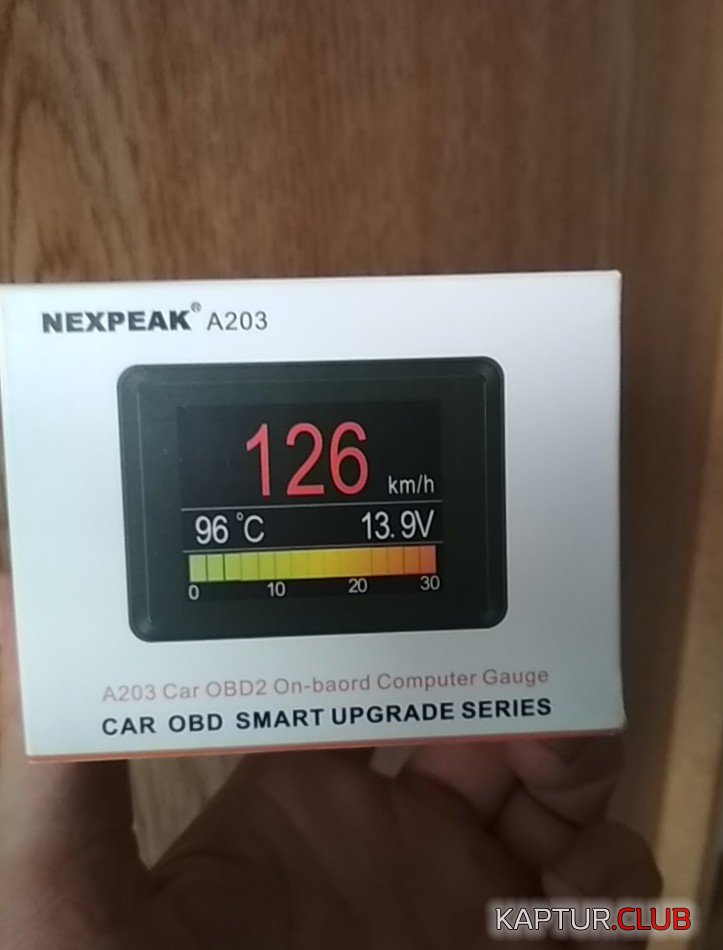 NEXPEAK® A203
126 km/h
96 °C 13.9V
0 10 20 30
A203 Car OBD2 On-baord Computer Gauge
CAR OBD SMART UPGRADE SERIES
KAPTUR.CLUB